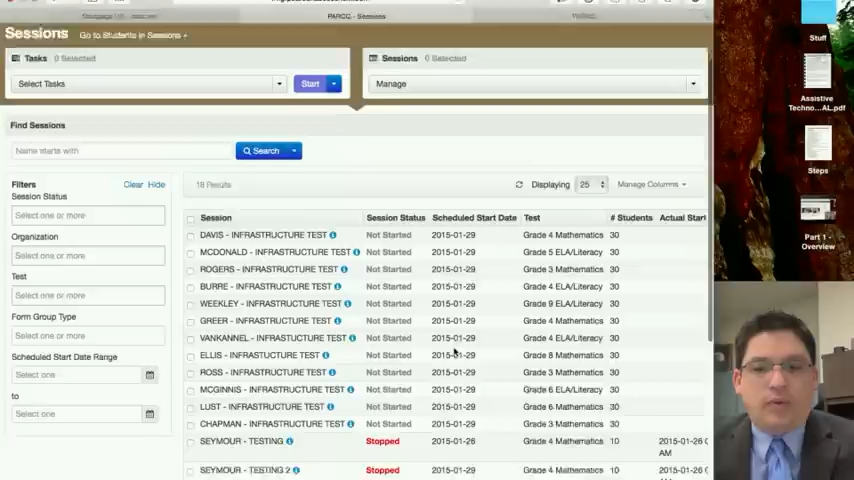 PARCC - Sessions
Sessions Go to Students in Sessions
Tasks 0 Selected
Sessions 0 Selected
Select Tasks
Start
Manage
Find Sessions
Name starts with
Search
Filters Clear Hide
18 Results
Displaying 25 Manage Columns
Session Status
Select one or more
Organization
Select one or more
Test
Select one or more
Form Group Type
Select one or more
Scheduled Start Date Range
Select one
to
Select one
Session Session Status Scheduled Start Date Test # Students Actual Start
DAVIS - INFRASTRUCTURE TEST Not Started 2015-01-29 Grade 4 Mathematics 30
MCDONALD - INFRASTRUCTURE TEST Not Started 2015-01-29 Grade 5 ELA/Literacy 30
ROGERS - INFRASTRUCTURE TEST Not Started 2015-01-29 Grade 3 Mathematics 30
BURRE - INFRASTRUCTURE TEST Not Started 2015-01-29 Grade 4 ELA/Literacy 30
WEEKLEY - INFRASTRUCTURE TEST Not Started 2015-01-29 Grade 9 ELA/Literacy 30
GREER - INFRASTRUCTURE TEST Not Started 2015-01-29 Grade 4 Mathematics 30
VANKANNEL - INFRASTUCTURE TEST Not Started 2015-01-29 Grade 4 ELA/Literacy 30
ELLIS - INFRASTUCTURE TEST Not Started 2015-01-29 Grade 8 Mathematics 30
ROSS - INFRASTRUCTURE TEST Not Started 2015-01-29 Grade 3 Mathematics 30
MCGINNIS - INFRASTRUCTURE TEST Not Started 2015-01-29 Grade 6 ELA/Literacy 30
LUST - INFRASTRUCTURE TEST Not Started 2015-01-29 Grade 6 Mathematics 30
CHAPMAN - INFRASTRUCTURE TEST Not Started 2015-01-29 Grade 3 Mathematics 30
SEYMOUR - TESTING Stopped 2015-01-26 Grade 4 Mathematics 10 2015-01-26
AM
SEYMOUR - TESTING 2 Stopped 2015-01-29 Grade 4 Mathematics 10 2015-01-26
Stuff
Assistive
Techno...AL.pdf
Steps
Part 1 -
Overview